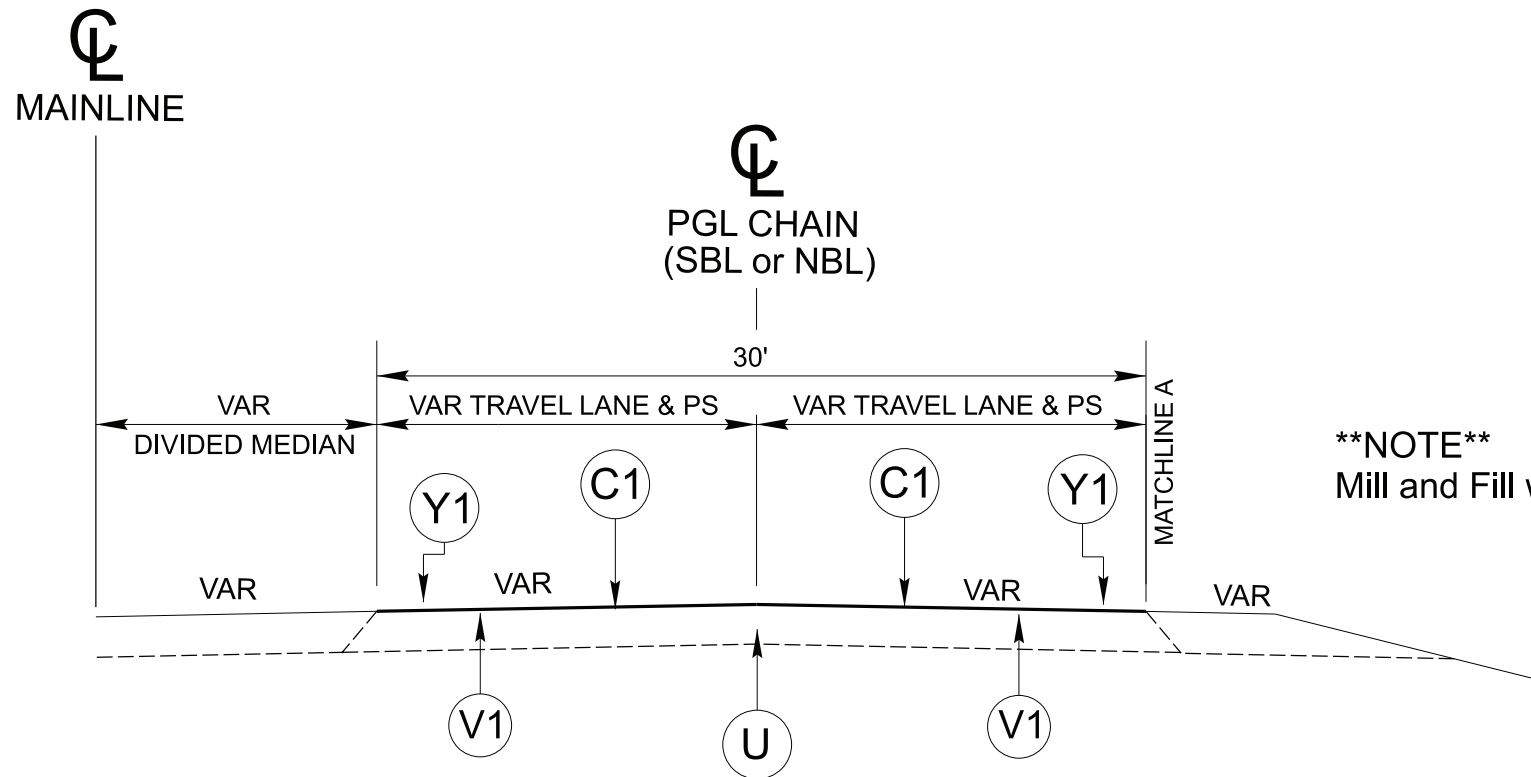 ℄
MAINLINE
℄
PGL CHAIN
(SBL or NBL)
30'
VAR
DIVIDED MEDIAN
VAR TRAVEL LANE & PS
VAR TRAVEL LANE & PS
MATCHLINE A
**NOTE**
Mill and Fill
Y1
C1
C1
Y1
VAR
VAR
VAR
VAR
V1
U
V1